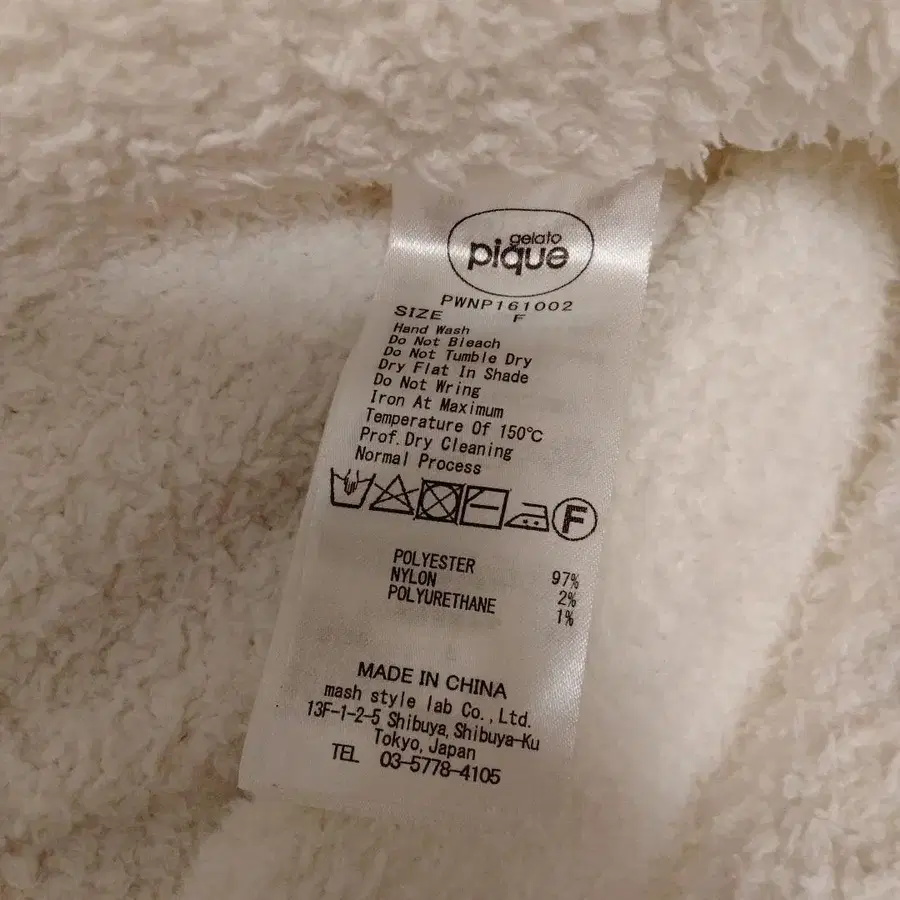 gelato
pique
PWNP161002
SIZE F
Hand Wash
Do Not Bleach
Do Not Tumble Dry
Dry Flat In Shade
Do Not Wring
Iron At Maximum
Temperature Of 150℃
Prof. Dry Cleaning
Normal Process
F
POLYESTER 97%
NYLON 2%
POLYURETHANE 1%
MADE IN CHINA
mash style lab Co., Ltd.
13F-1-2-5 Shibuya, Shibuya-Ku
Tokyo, Japan
TEL 03-5778-4105